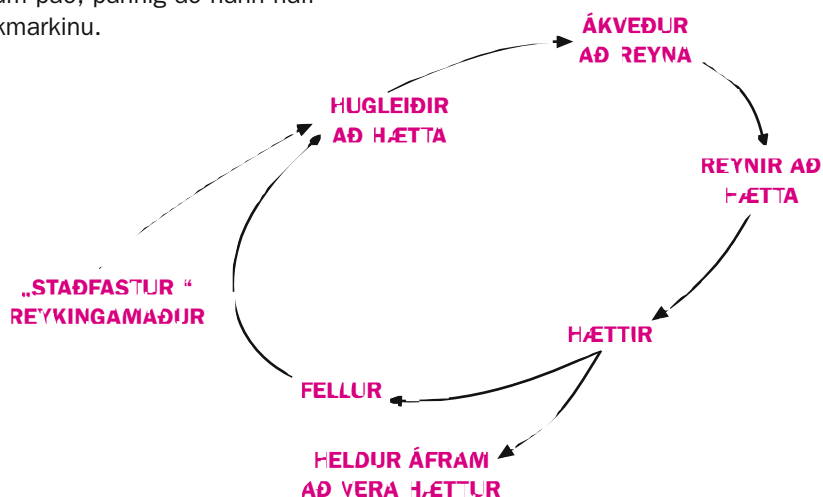 kmarkinu.
ÁKVEÐUR
AÐ REYNA
HUGLEIÐIR
AÐ HÆTTA
REYNIR AÐ
HÆTTA
„STAÐFASTUR “
REYKINGAMAÐUR
HÆTTIR
FELLUR
HELDUR ÁFRAM
AÐ VERA HÆTTUR